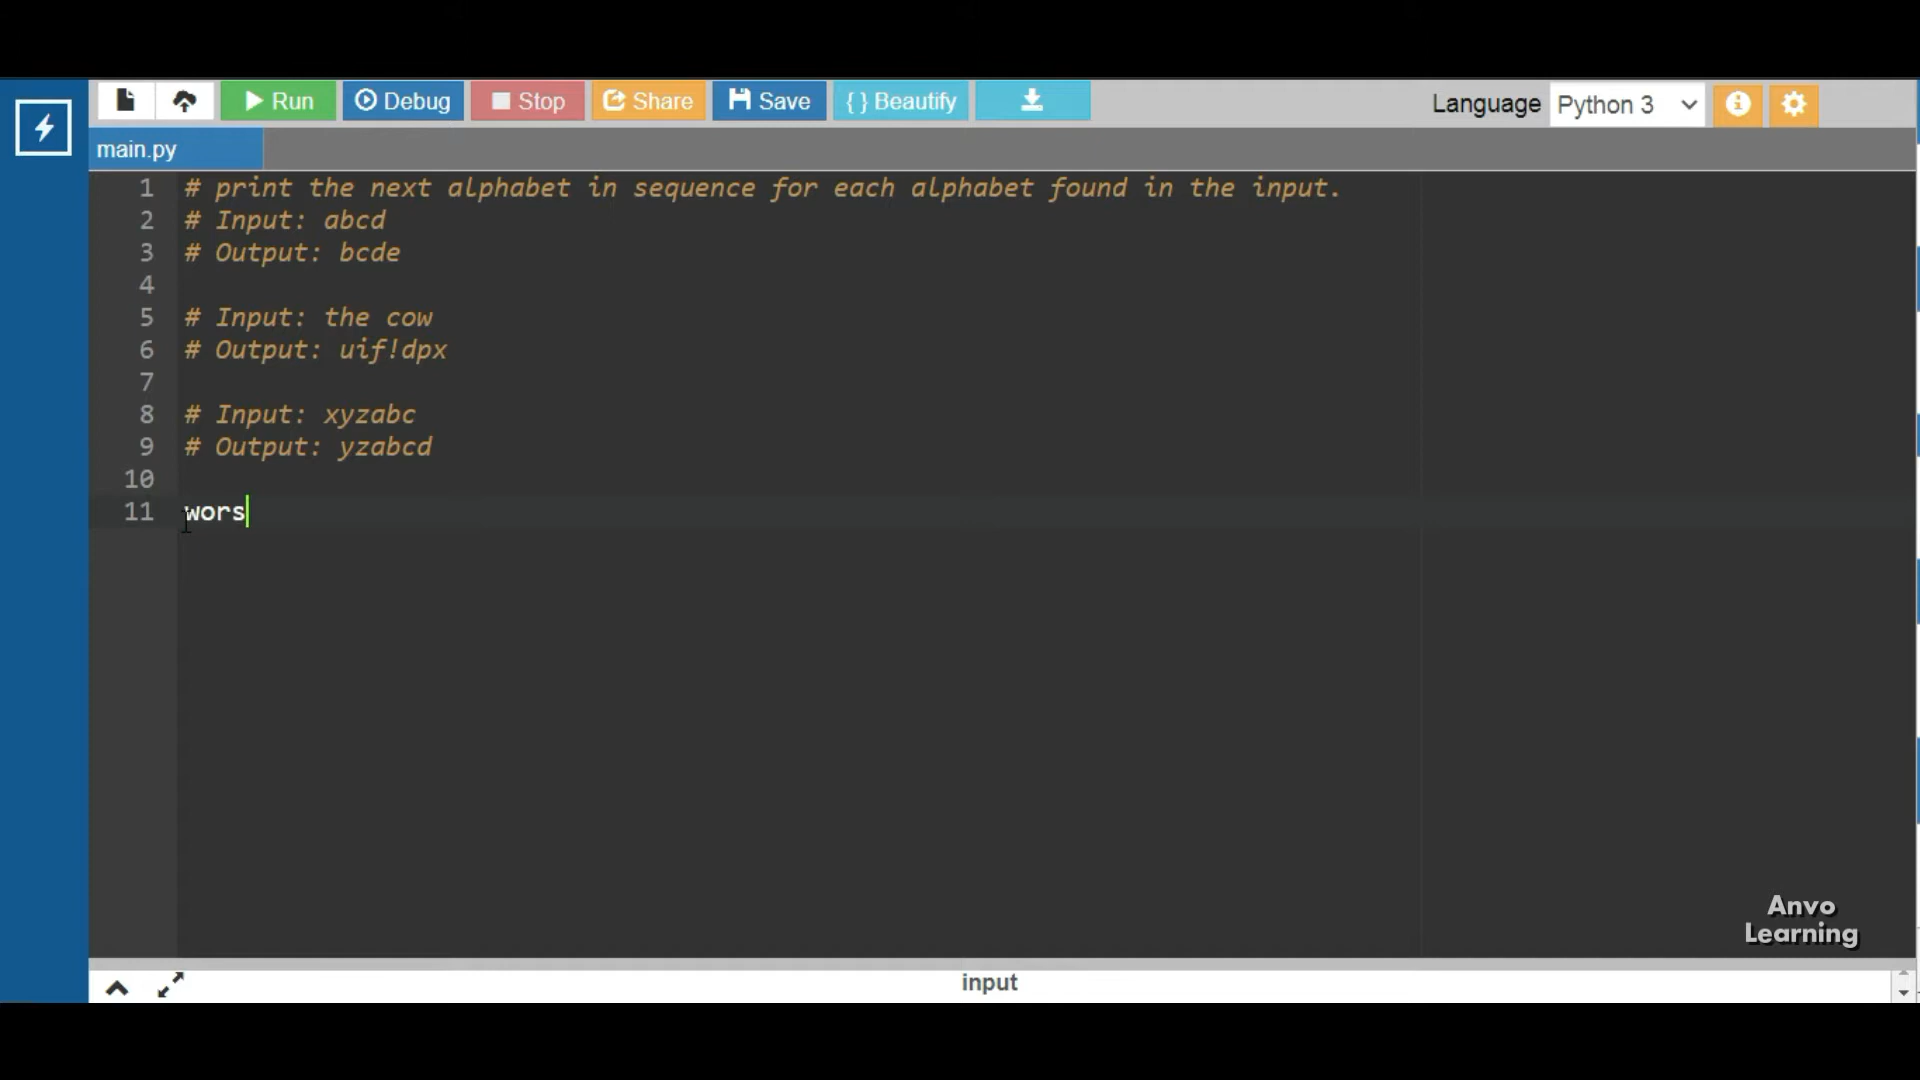 Run Debug Stop Share Save { } Beautify Language Python 3
main.py
1 # print the next alphabet in sequence for each alphabet found in the input.
2 # Input: abcd
3 # Output: bcde
4
5 # Input: the cow
6 # Output: uif!dpx
7
8 # Input: xyzabc
9 # Output: yzabcd
10
11 wors
Anvo
Learning
input